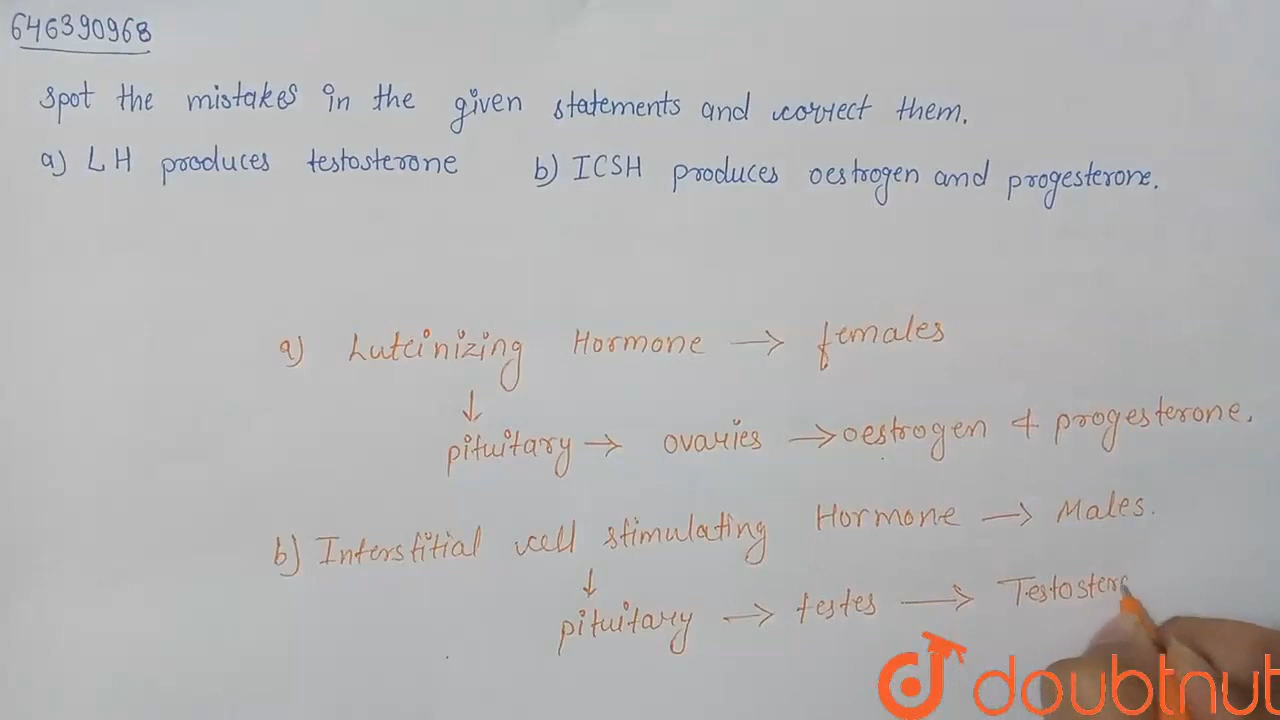 646390968
spot the mistakes in the given statements and correct them.
a) LH produces testosterone b) ICSH produces oestrogen and progesterone.
a) Luteinizing Hormone → females
↓
pituitary → ovaries → oestrogen & progesterone.
b) Interstitial cell stimulating Hormone → Males.
↓
pituitary → testes → Testostero
doubtnut